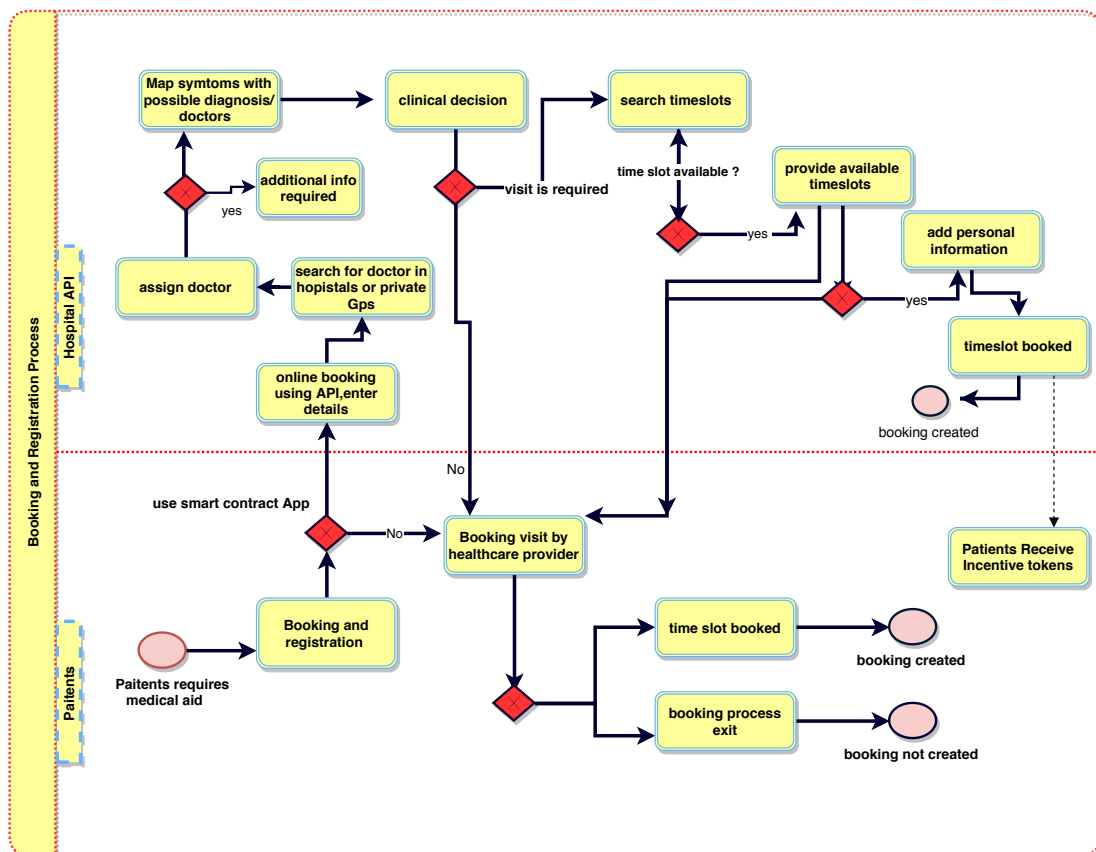 Booking and Registration Process
Hospital API
Map symtoms with
possible diagnosis/
doctors
clinical decision
search timeslots
additional info
required
yes
visit is required
time slot available ?
provide available
timeslots
yes
add personal
information
assign doctor
search for doctor in
hopistals or private
Gps
yes
timeslot booked
online booking
using API,enter
details
booking created
No
use smart contract App
No
Booking visit by
healthcare provider
Patients Receive
Incentive tokens
Paitents
Booking and
registration
time slot booked
booking created
Paitents requires
medical aid
booking process
exit
booking not created